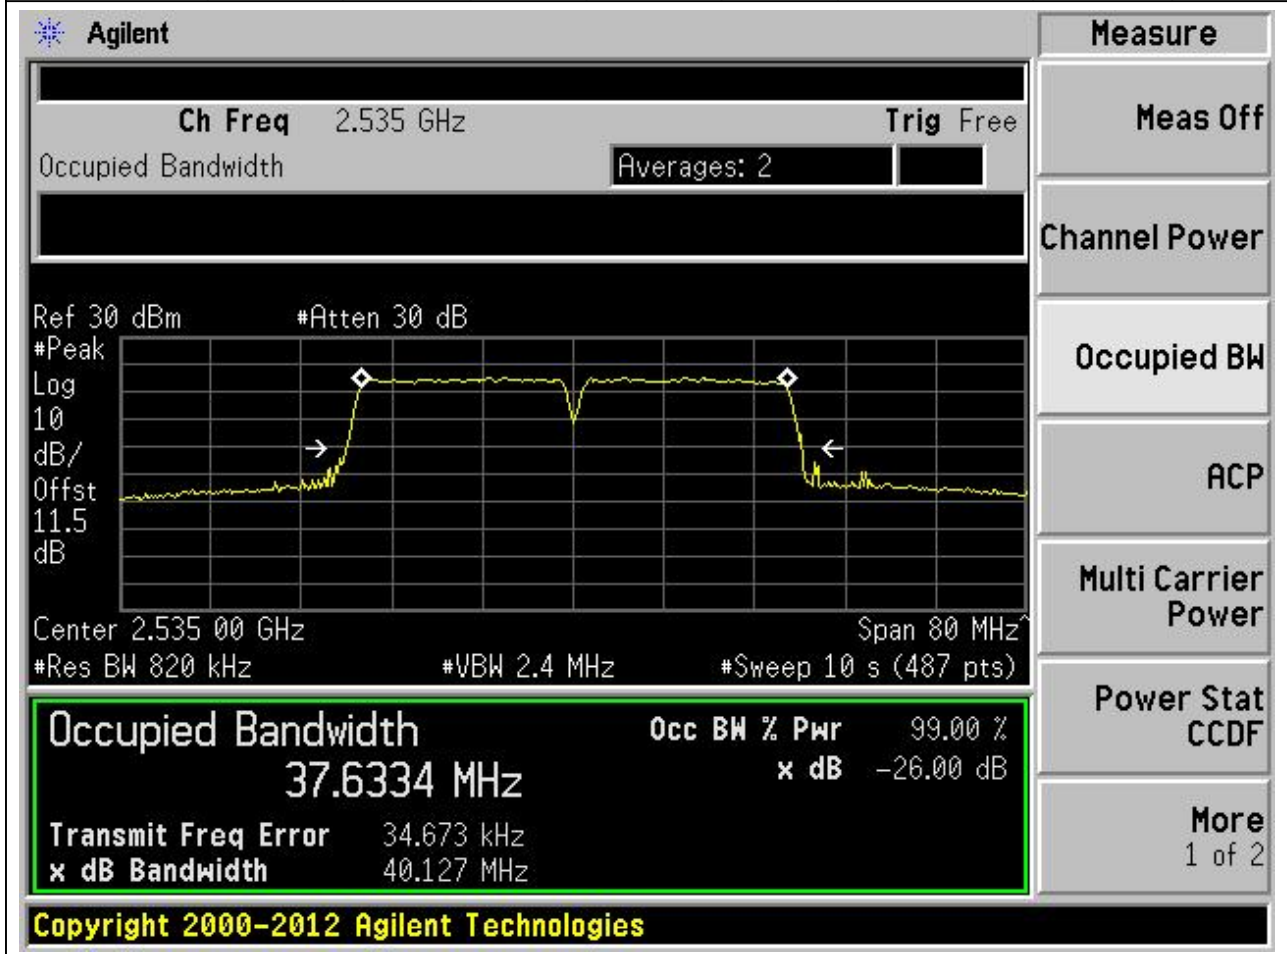 Agilent
Measure
Ch Freq 2.535 GHz Trig Free
Occupied Bandwidth Averages: 2
Meas Off
Channel Power
Occupied BW
ACP
Multi Carrier
Power
Power Stat
CCDF
More
1 of 2
Ref 30 dBm #Atten 30 dB
#Peak
Log
10
dB/
Offst
11.5
dB
Center 2.535 00 GHz Span 80 MHz^
#Res BW 820 kHz #VBW 2.4 MHz #Sweep 10 s (487 pts)
Occupied Bandwidth Occ BW % Pwr 99.00 %
37.6334 MHz x dB -26.00 dB
Transmit Freq Error 34.673 kHz
x dB Bandwidth 40.127 MHz
Copyright 2000-2012 Agilent Technologies